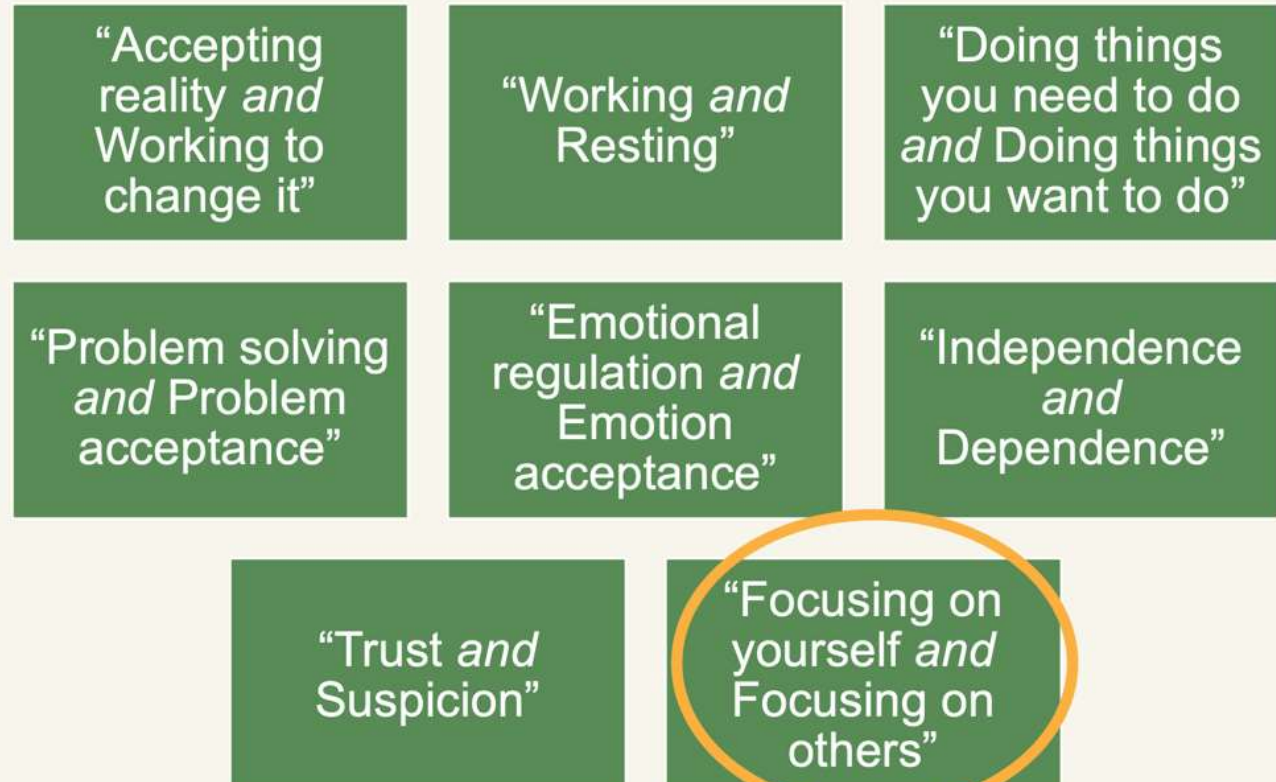 “Accepting
reality and
Working to
change it”
“Working and
Resting”
“Doing things
you need to do
and Doing things
you want to do”
“Problem solving
and Problem
acceptance”
“Emotional
regulation and
Emotion
acceptance”
“Independence
and
Dependence”
“Trust and
Suspicion”
“Focusing on
yourself and
Focusing on
others”